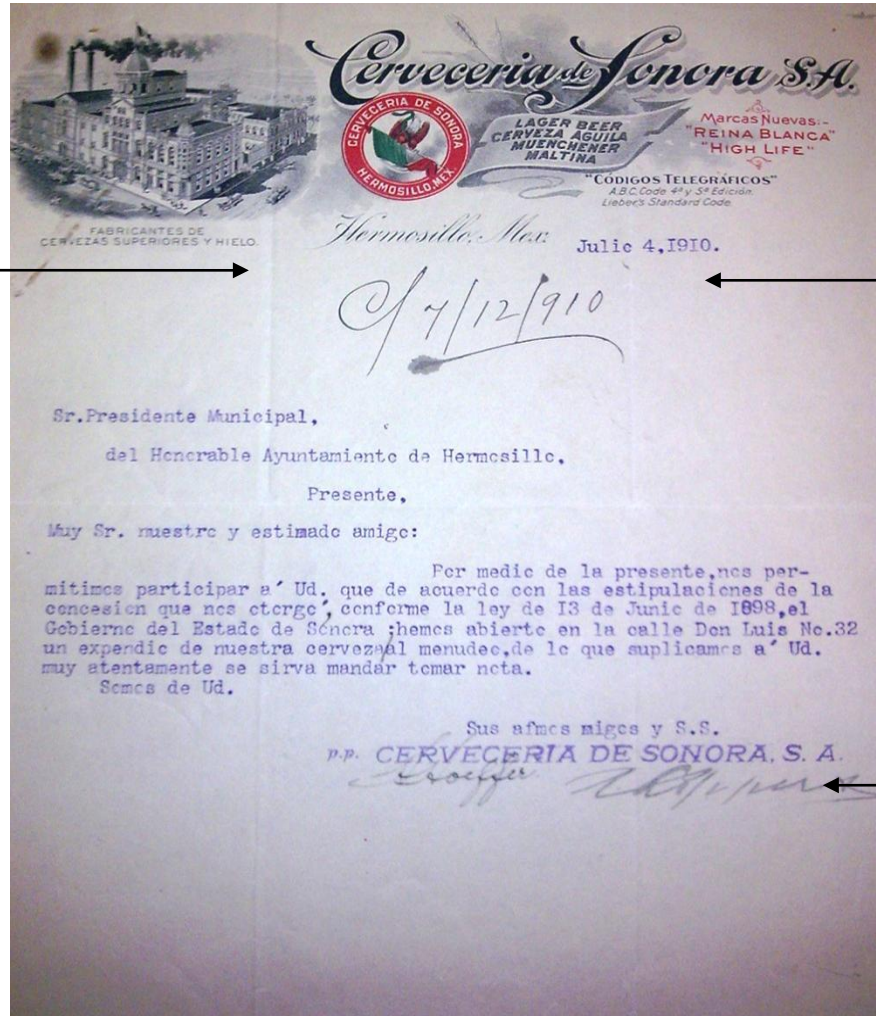 Cerveceria de Sonora S.A.
CERVECERIA DE SONORA
HERMOSILLO, MEX.
LAGER BEER
CERVEZA AGUILA
MUENCHENER
MALTINA
Marcas Nuevas:-
"REINA BLANCA"
"HIGH LIFE"
"CÓDIGOS TELEGRÁFICOS"
A.B.C. Code 4ª y 5ª Edición.
Lieber's Standard Code.
FABRICANTES DE
CERVEZAS SUPERIORES Y HIELO.
Hermosillo, Mex.
Julio 4, I9I0.
C/ 7/12/910
Sr.Presidente Municipal,
del Honorable Ayuntamiento de Hermosillo.
Presente,
Muy Sr. nuestro y estimado amigo:
Por medio de la presente,nos per-
mitimos participar a´ Ud. que de acuerdo con las estipulaciones de la
concesion que nos otorgo´, conforme la ley de I3 de Junio de I898,el
Gobierno del Estado de Sonora ;hemos abierto en la calle Don Luis No.32
un expendio de nuestra cerveza/al menudeo,de lo que suplicamos a´ Ud.
muy atentamente se sirva mandar tomar nota.
Somos de Ud.
Sus afmos migos y S.S.
p.p. CERVECERIA DE SONORA, S. A.